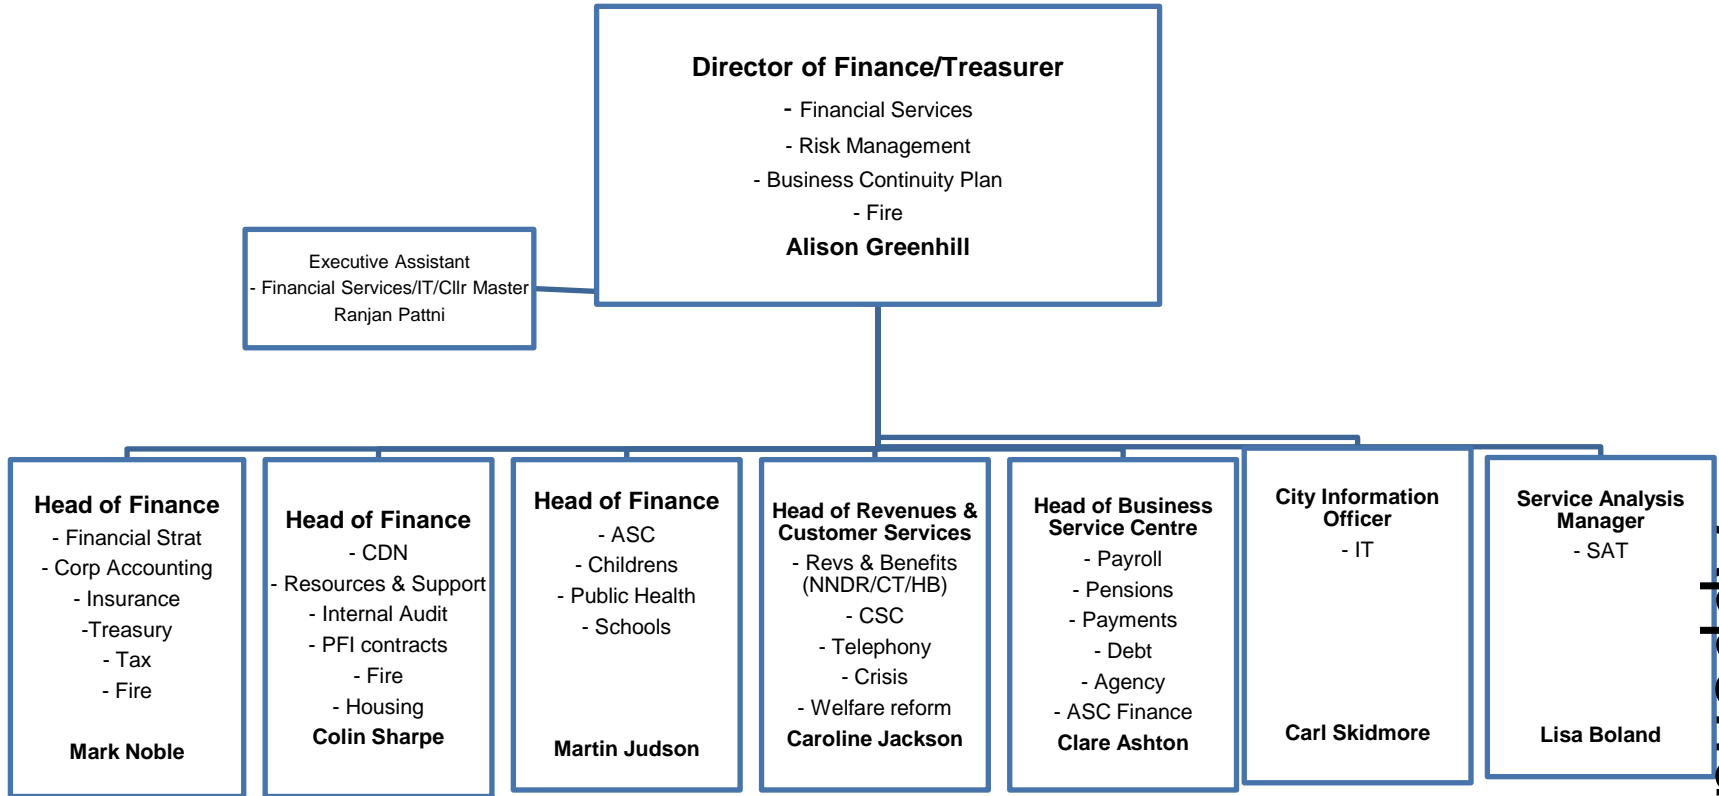 Director of Finance/Treasurer
- Financial Services
- Risk Management
- Business Continuity Plan
- Fire
Alison Greenhill
Executive Assistant
- Financial Services/IT/Cllr Master
Ranjan Pattni
Head of Finance
- Financial Strat
- Corp Accounting
- Insurance
-Treasury
- Tax
- Fire
Mark Noble
Head of Finance
- CDN
- Resources & Support
- Internal Audit
- PFI contracts
- Fire
- Housing
Colin Sharpe
Head of Finance
- ASC
- Childrens
- Public Health
- Schools
Martin Judson
Head of Revenues &
Customer Services
- Revs & Benefits
(NNDR/CT/HB)
- CSC
- Telephony
- Crisis
- Welfare reform
Caroline Jackson
Head of Business
Service Centre
- Payroll
- Pensions
- Payments
- Debt
- Agency
- ASC Finance
Clare Ashton
City Information
Officer
- IT
Carl Skidmore
Service Analysis
Manager
- SAT
Lisa Boland